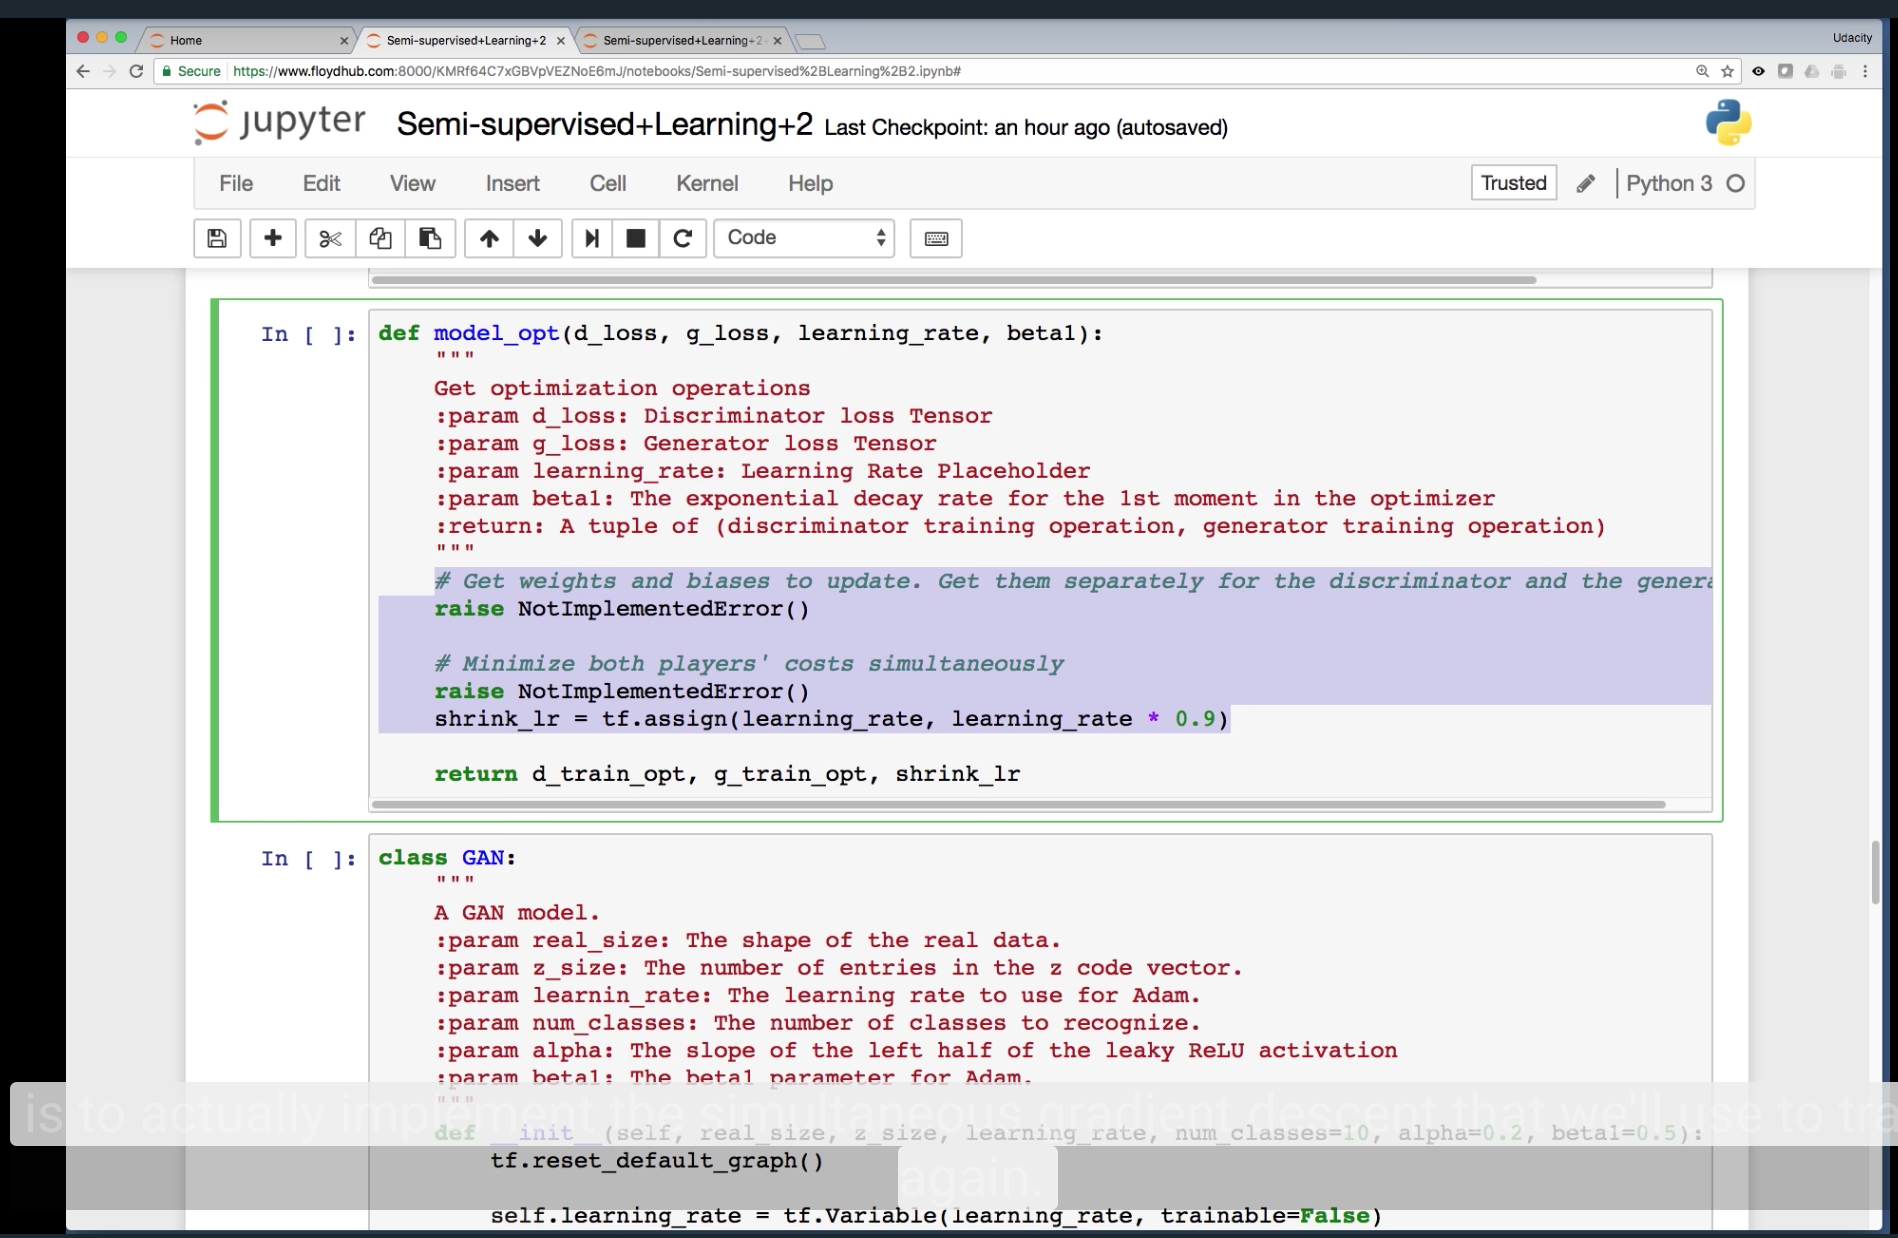 Home
Semi-supervised+Learning+2
Semi-supervised+Learning+2
Udacity
Secure https://www.floydhub.com:8000/KMRf64C7xGBVpVEZNoE6mJ/notebooks/Semi-supervised%2BLearning%2B2.ipynb#
jupyter Semi-supervised+Learning+2 Last Checkpoint: an hour ago (autosaved)
File Edit View Insert Cell Kernel Help Trusted Python 3
Code
In [ ]: def model_opt(d_loss, g_loss, learning_rate, beta1):
"""
Get optimization operations
:param d_loss: Discriminator loss Tensor
:param g_loss: Generator loss Tensor
:param learning_rate: Learning Rate Placeholder
:param beta1: The exponential decay rate for the 1st moment in the optimizer
:return: A tuple of (discriminator training operation, generator training operation)
"""
# Get weights and biases to update. Get them separately for the discriminator and the genera
raise NotImplementedError()
# Minimize both players' costs simultaneously
raise NotImplementedError()
shrink_lr = tf.assign(learning_rate, learning_rate * 0.9)
return d_train_opt, g_train_opt, shrink_lr
In [ ]: class GAN:
"""
A GAN model.
:param real_size: The shape of the real data.
:param z_size: The number of entries in the z code vector.
:param learnin_rate: The learning rate to use for Adam.
:param num_classes: The number of classes to recognize.
:param alpha: The slope of the left half of the leaky ReLU activation
:param beta1: The beta1 parameter for Adam.
"""
is to actually implement the simultaneous gradient descent that we'll use to tra
def __init__(self, real_size, z_size, learning_rate, num_classes=10, alpha=0.2, beta1=0.5):
tf.reset_default_graph()
again.
self.learning_rate = tf.Variable(learning_rate, trainable=False)